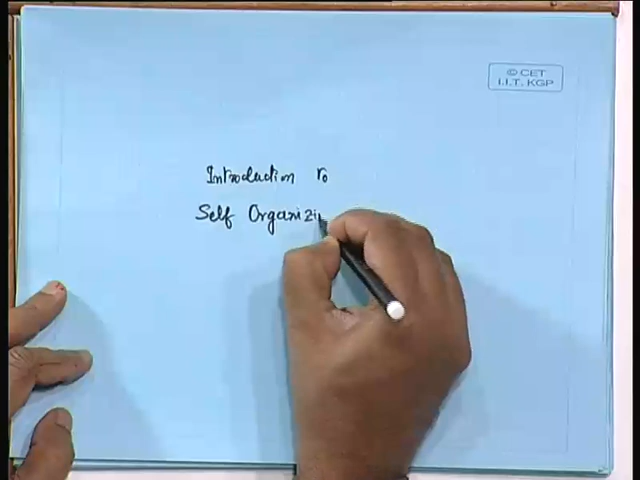 © CET
I.I.T. KGP
Introduction to
Self Organizi